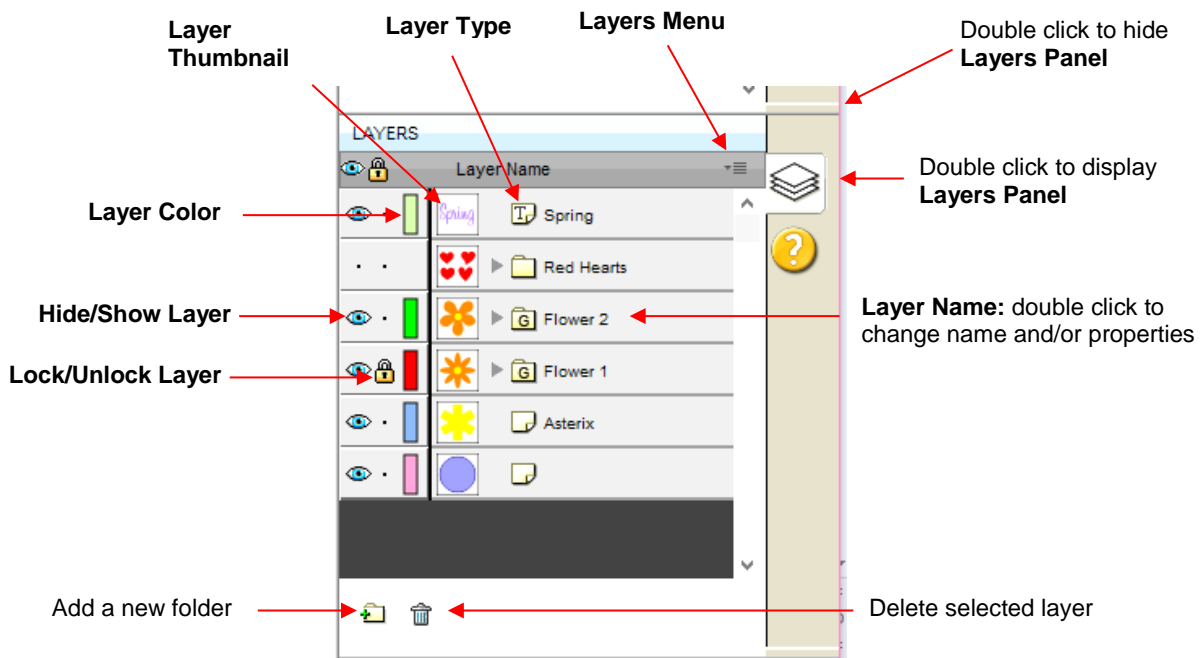 Layer
Thumbnail
Layer Type
Layers Menu
Double click to hide
Layers Panel
LAYERS
Layer Name
Double click to display
Layers Panel
Layer Color
Spring
T
Spring
?
Red Hearts
Hide/Show Layer
G
Flower 2
Layer Name: double click to
change name and/or properties
Lock/Unlock Layer
G
Flower 1
Asterix
Add a new folder
Delete selected layer